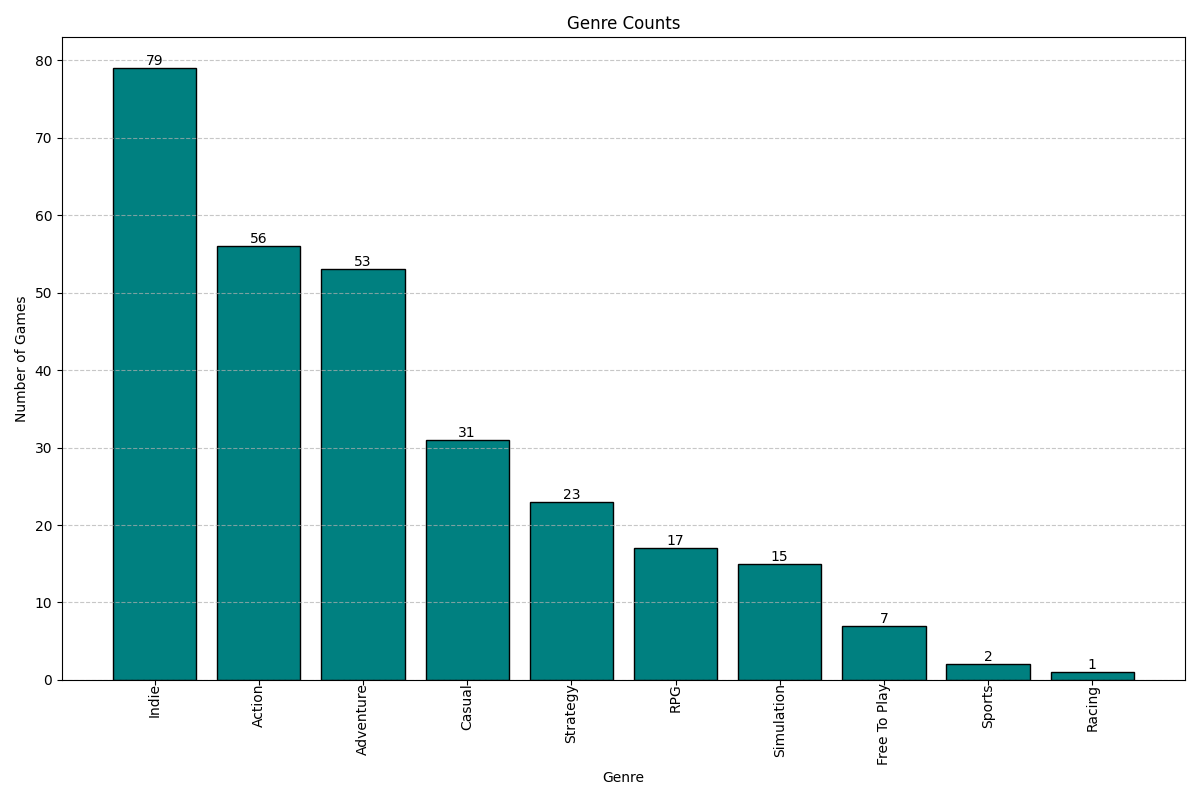 Genre Counts
Number of Games
80
70
60
50
40
30
20
10
0
79
56
53
31
23
17
15
7
2
1
Indie
Action
Adventure
Casual
Strategy
RPG
Simulation
Free To Play
Sports
Racing
Genre